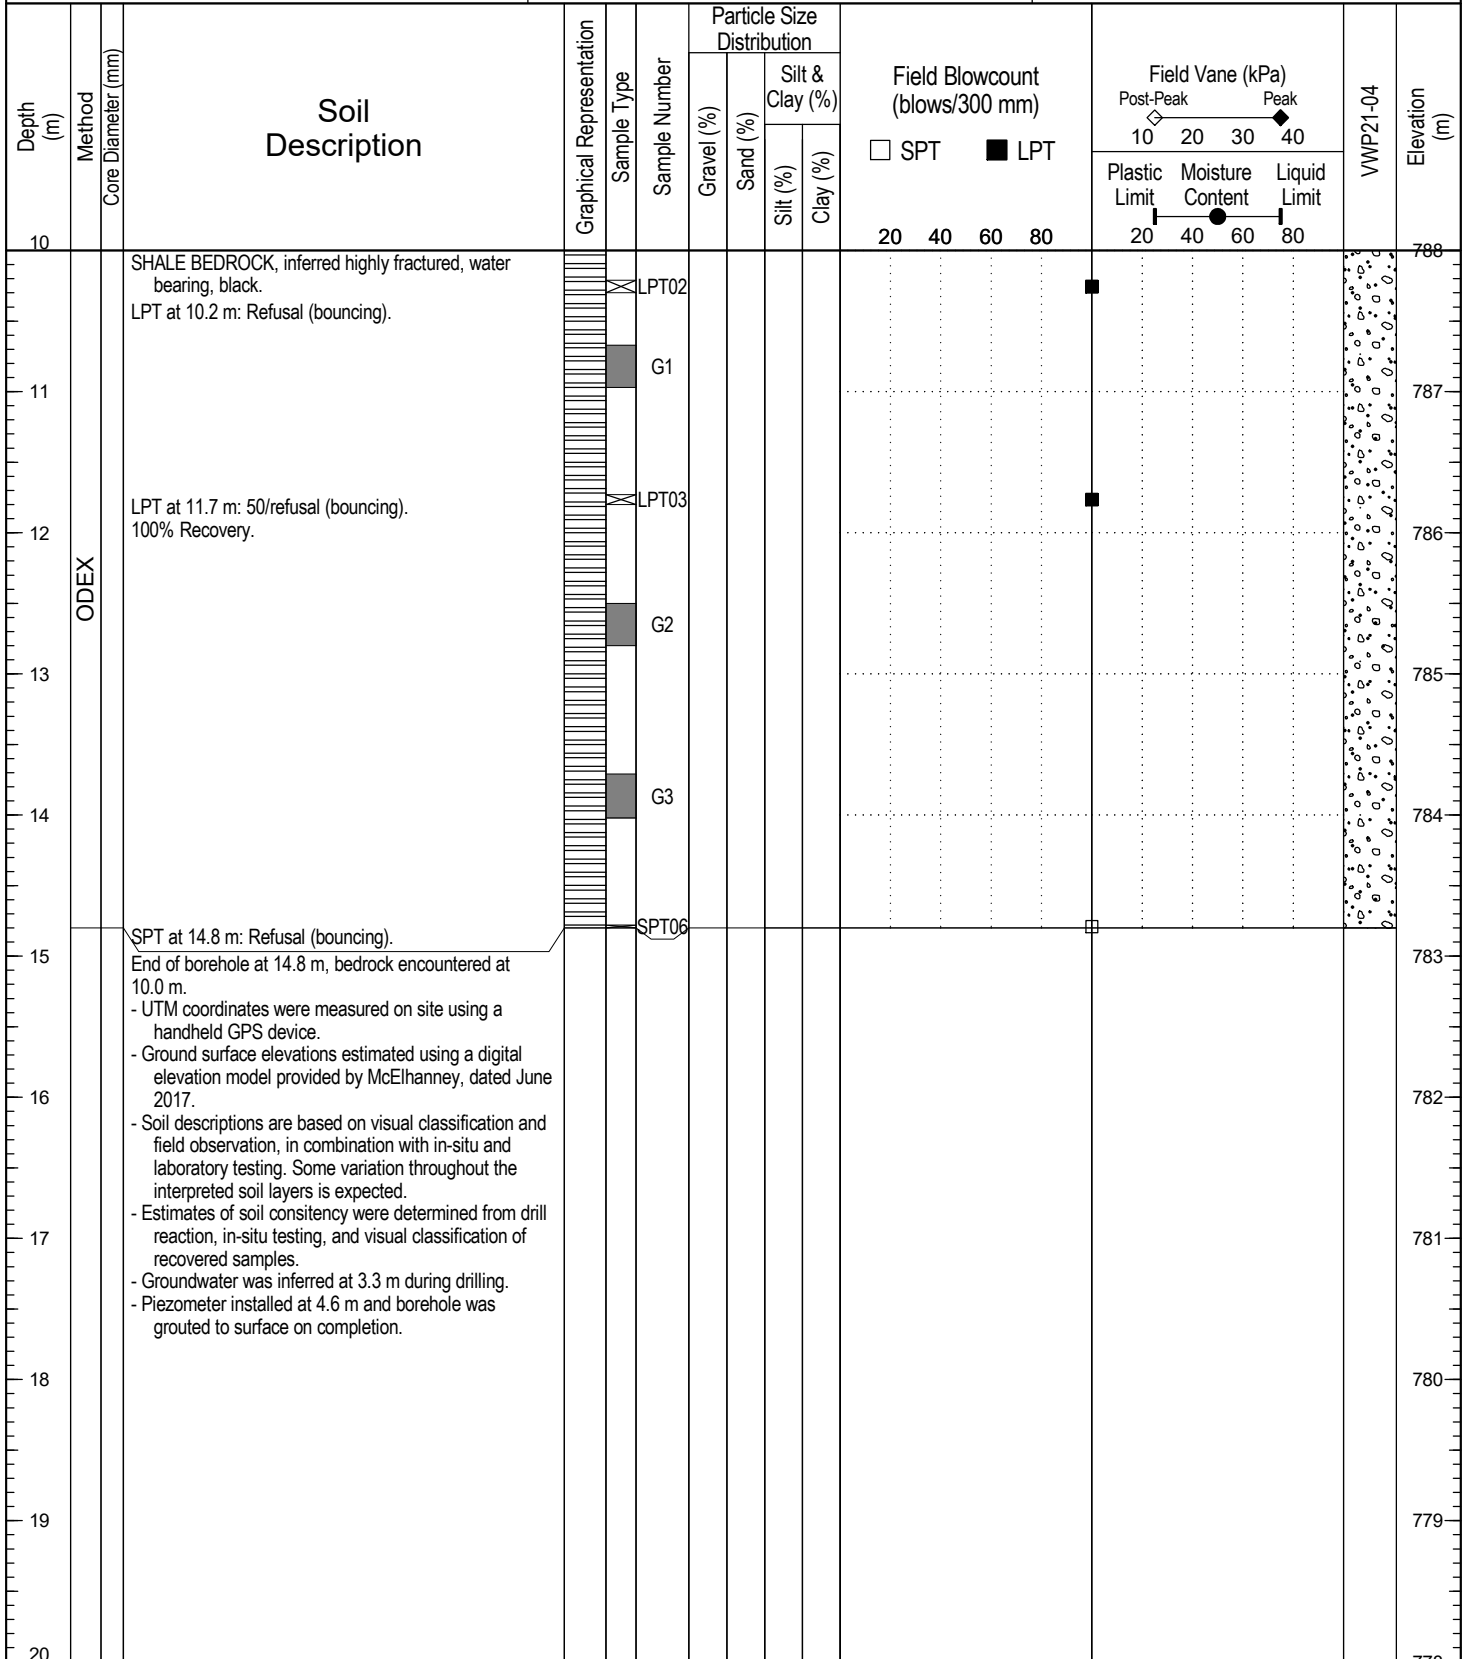 Depth
(m)
Method
Core Diameter (mm)
Soil
Description
Graphical Representation
Sample Type
Sample Number
Particle Size
Distribution
Gravel (%)
Sand (%)
Silt &
Clay (%)
Silt (%)
Clay (%)
Field Blowcount
(blows/300 mm)
SPT LPT
20 40 60 80
Field Vane (kPa)
Post-Peak Peak
10 20 30 40
Plastic Moisture Liquid
Limit Content Limit
20 40 60 80
VWP21-04
Elevation
(m)
10 788
SHALE BEDROCK, inferred highly fractured, water
bearing, black.
LPT02
LPT at 10.2 m: Refusal (bouncing).
G1
11 787
LPT03
LPT at 11.7 m: 50/refusal (bouncing).
100% Recovery.
12 786
ODEX
G2
13 785
G3
14 784
SPT06
SPT at 14.8 m: Refusal (bouncing).
15 783
End of borehole at 14.8 m, bedrock encountered at
10.0 m.
- UTM coordinates were measured on site using a
handheld GPS device.
- Ground surface elevations estimated using a digital
elevation model provided by McElhanney, dated June
2017.
16 782
- Soil descriptions are based on visual classification and
field observation, in combination with in-situ and
laboratory testing. Some variation throughout the
interpreted soil layers is expected.
- Estimates of soil consitency were determined from drill
reaction, in-situ testing, and visual classification of
recovered samples.
17 781
- Groundwater was inferred at 3.3 m during drilling.
- Piezometer installed at 4.6 m and borehole was
grouted to surface on completion.
18 780
19 779
20 778